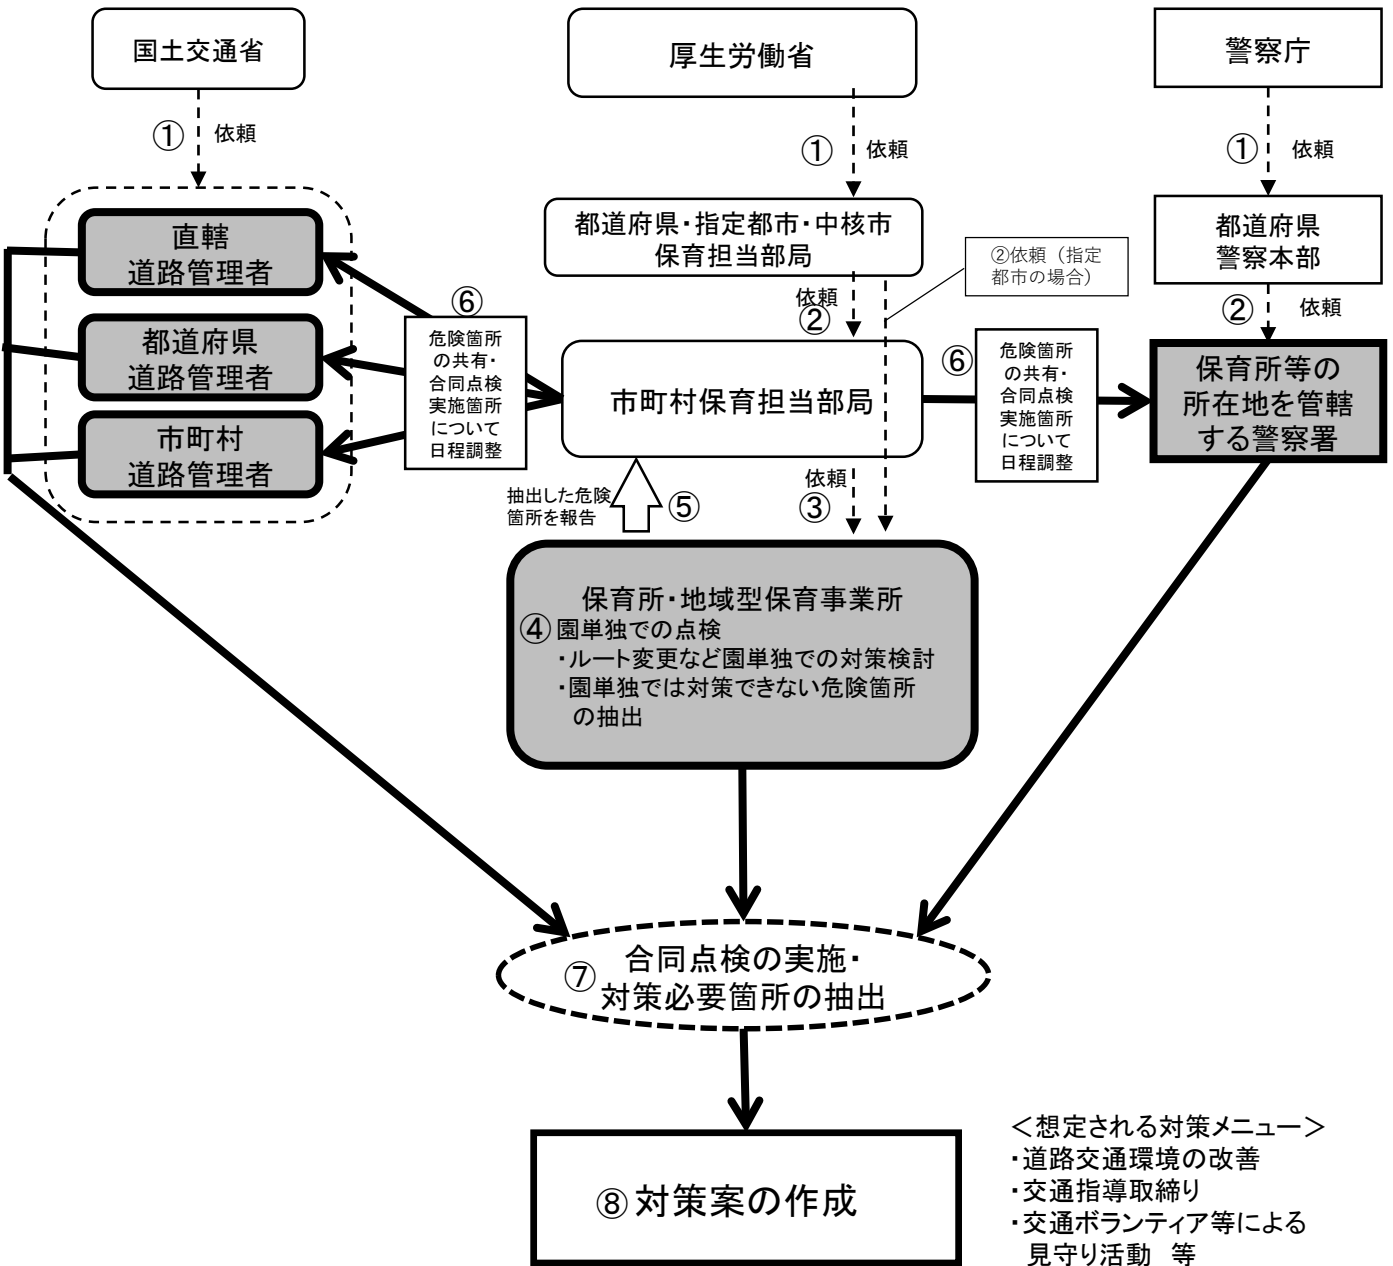 国土交通省
厚生労働省
警察庁
① 依頼
① 依頼
① 依頼
直轄
道路管理者
都道府県
道路管理者
市町村
道路管理者
都道府県・指定都市・中核市
保育担当部局
②依頼（指定
都市の場合）
都道府県
警察本部
依頼
②
② 依頼
⑥
危険箇所
の共有・
合同点検
実施箇所
について
日程調整
市町村保育担当部局
⑥
危険箇所
の共有・
合同点検
実施箇所
について
日程調整
保育所等の
所在地を管轄
する警察署
抽出した危険
箇所を報告
⑤
依頼
③
保育所・地域型保育事業所
④園単独での点検
・ルート変更など園単独での対策検討
・園単独では対策できない危険箇所
の抽出
⑦
合同点検の実施・
対策必要箇所の抽出
⑧対策案の作成
＜想定される対策メニュー＞
・道路交通環境の改善
・交通指導取締り
・交通ボランティア等による
見守り活動　等